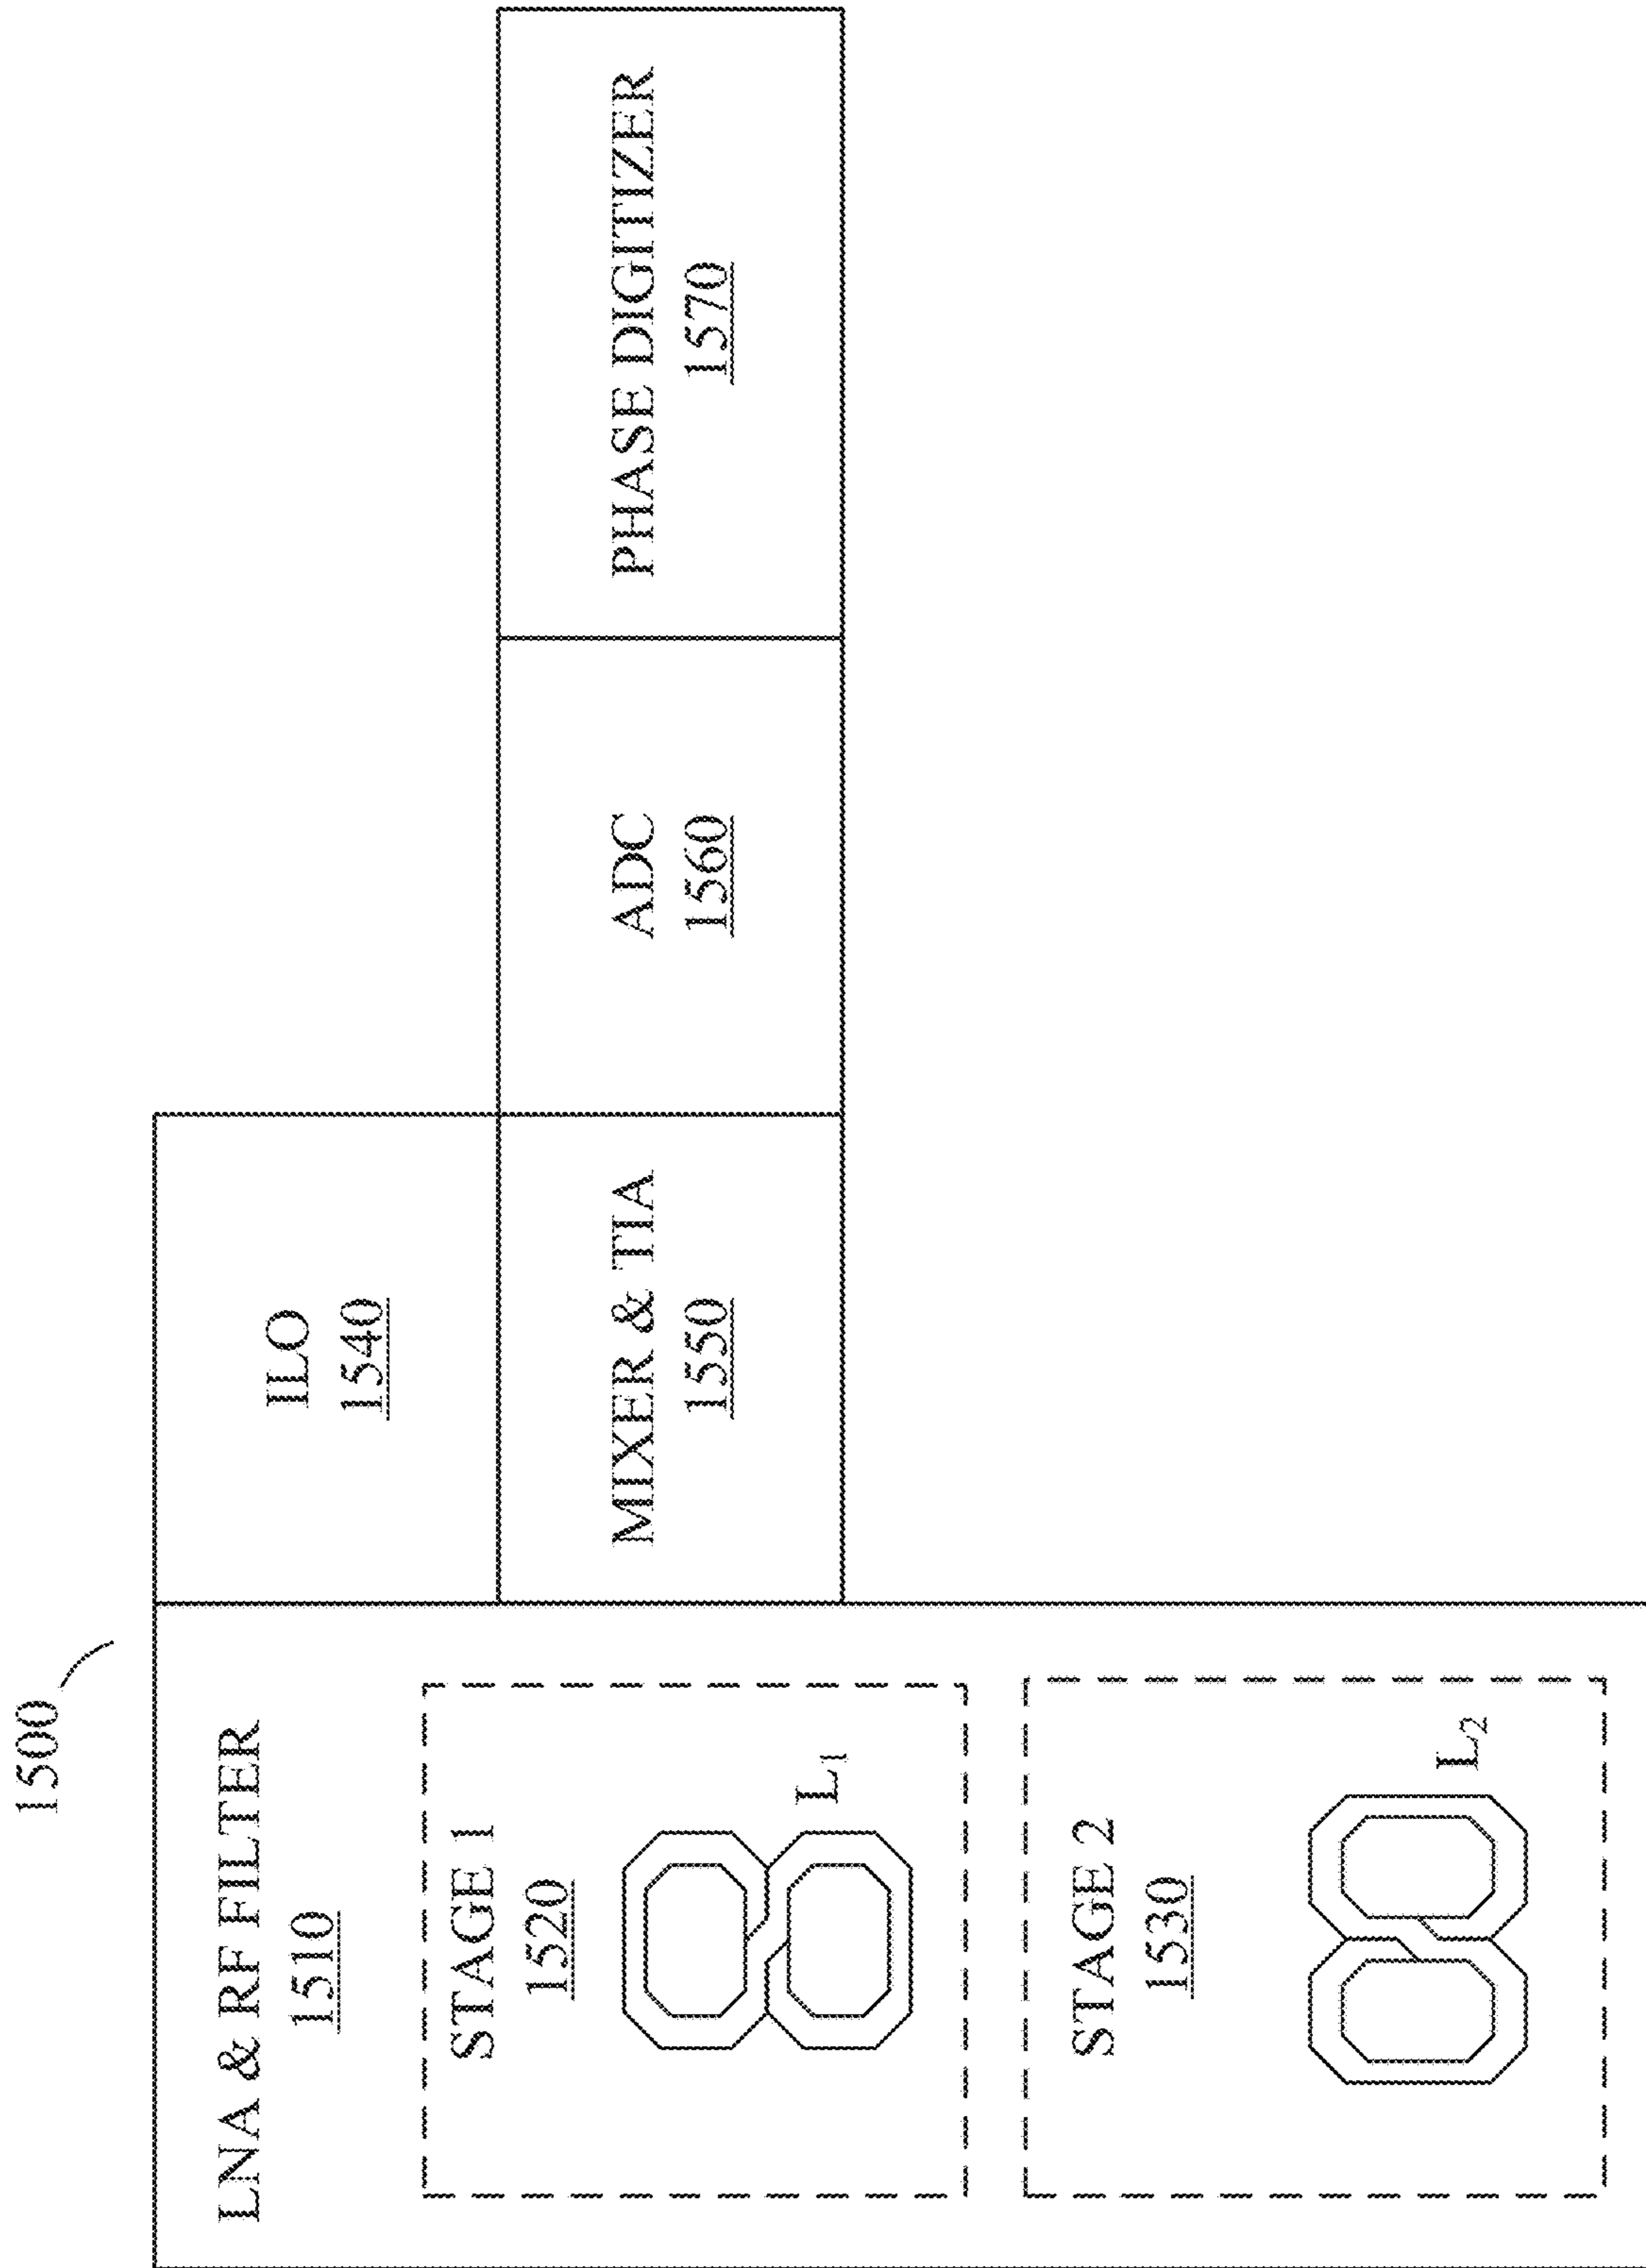 1500
LNA & RF FILTER
1510
STAGE 1
1520
L1
STAGE 2
1530
L2
ILO
1540
MIXER & TIA
1550
ADC
1560
PHASE DIGITIZER
1570